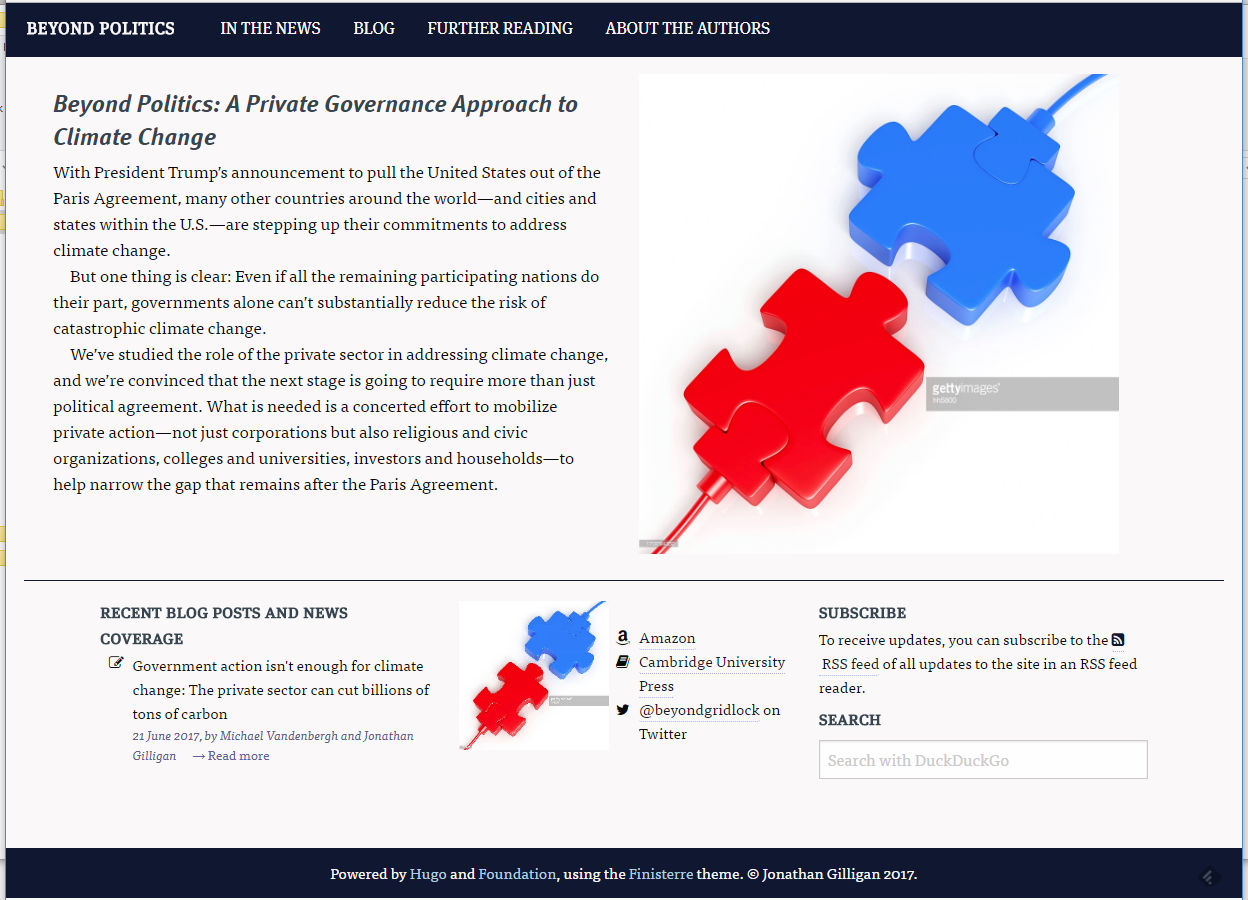 BEYOND POLITICS IN THE NEWS BLOG FURTHER READING ABOUT THE AUTHORS
Beyond Politics: A Private Governance Approach to
Climate Change
With President Trump's announcement to pull the United States out of the
Paris Agreement, many other countries around the world—and cities and
states within the U.S.—are stepping up their commitments to address
climate change.
But one thing is clear: Even if all the remaining participating nations do
their part, governments alone can't substantially reduce the risk of
catastrophic climate change.
We've studied the role of the private sector in addressing climate change,
and we're convinced that the next stage is going to require more than just
political agreement. What is needed is a concerted effort to mobilize
private action—not just corporations but also religious and civic
organizations, colleges and universities, investors and households—to
help narrow the gap that remains after the Paris Agreement.
gettyimages
RECENT BLOG POSTS AND NEWS
COVERAGE
Government action isn't enough for climate
change: The private sector can cut billions of
tons of carbon
21 June 2017, by Michael Vandenbergh and Jonathan
Gilligan → Read more
Amazon
Cambridge University
Press
@beyondgridlock on
Twitter
SUBSCRIBE
To receive updates, you can subscribe to the
RSS feed of all updates to the site in an RSS feed
reader.
SEARCH
Search with DuckDuckGo
Powered by Hugo and Foundation, using the Finisterre theme. © Jonathan Gilligan 2017.